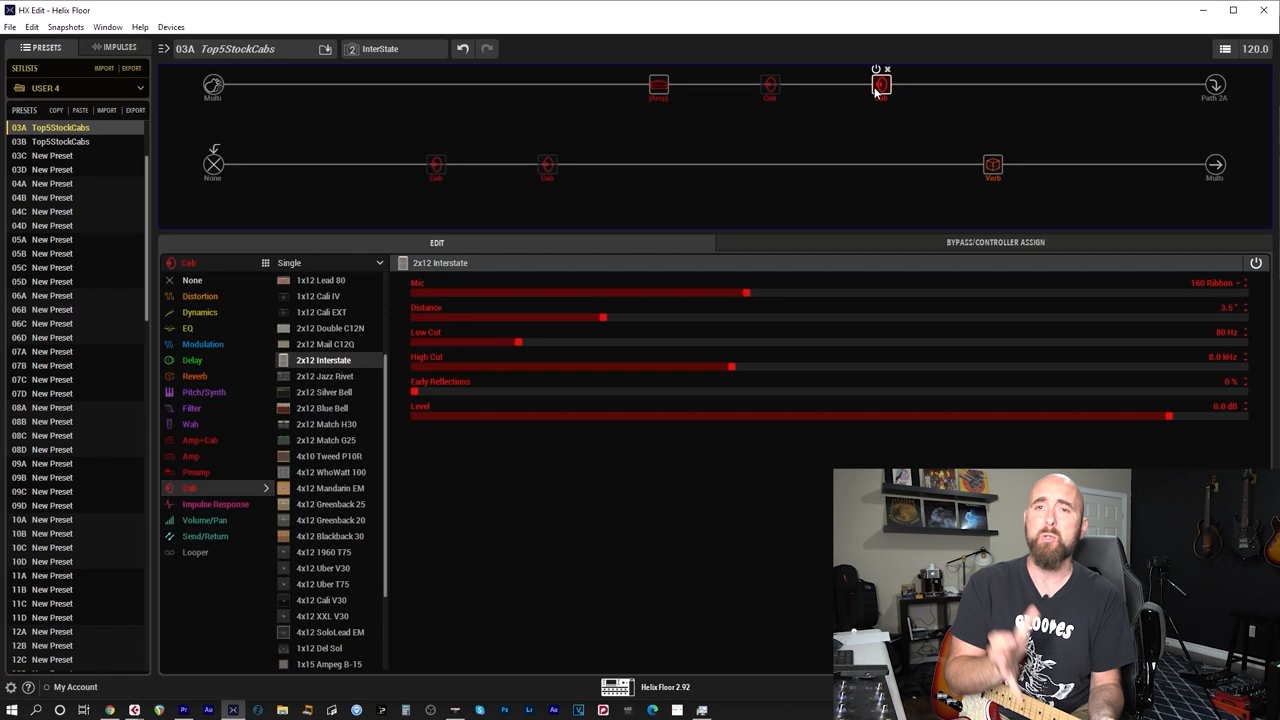 HX Edit - Helix Floor
File Edit Snapshots Window Help Devices
PRESETS IMPULSES
03A Top5StockCabs
2 InterState
120.0
SETLISTS IMPORT EXPORT
USER 4
PRESETS COPY PASTE IMPORT EXPORT
03A Top5StockCabs
03B Top5StockCabs
03C New Preset
03D New Preset
04A New Preset
04B New Preset
04C New Preset
04D New Preset
05A New Preset
05B New Preset
05C New Preset
05D New Preset
06A New Preset
06B New Preset
06C New Preset
06D New Preset
07A New Preset
07B New Preset
07C New Preset
07D New Preset
08A New Preset
08B New Preset
08C New Preset
08D New Preset
09A New Preset
09B New Preset
09C New Preset
09D New Preset
10A New Preset
10B New Preset
10C New Preset
10D New Preset
11A New Preset
11B New Preset
11C New Preset
11D New Preset
12A New Preset
12B New Preset
12C New Preset
Multi |Amp| Cab Path 2A
None Cab Cab Verb Multi
EDIT
BYPASS/CONTROLLER ASSIGN
Cab
None
Distortion
Dynamics
EQ
Modulation
Delay
Reverb
Pitch/Synth
Filter
Wah
Amp+Cab
Amp
Preamp
Cab
Impulse Response
Volume/Pan
Send/Return
Looper
Single
1x12 Lead 80
1x12 Cali IV
1x12 Cali EXT
2x12 Double C12N
2x12 Mail C12Q
2x12 Interstate
2x12 Jazz Rivet
2x12 Silver Bell
2x12 Blue Bell
2x12 Match H30
2x12 Match G25
4x10 Tweed P10R
4x12 WhoWatt 100
4x12 Mandarin EM
4x12 Greenback 25
4x12 Greenback 20
4x12 Blackback 30
4x12 1960 T75
4x12 Uber V30
4x12 Uber T75
4x12 Cali V30
4x12 XXL V30
4x12 SoloLead EM
1x12 Del Sol
1x15 Ampeg B-15
2x12 Interstate
Mic 160 Ribbon
Distance 3.5"
Low Cut 80 Hz
High Cut 8.0 kHz
Early Reflections 0 %
Level 0.0 dB
GROOVES
My Account
Helix Floor 2.92